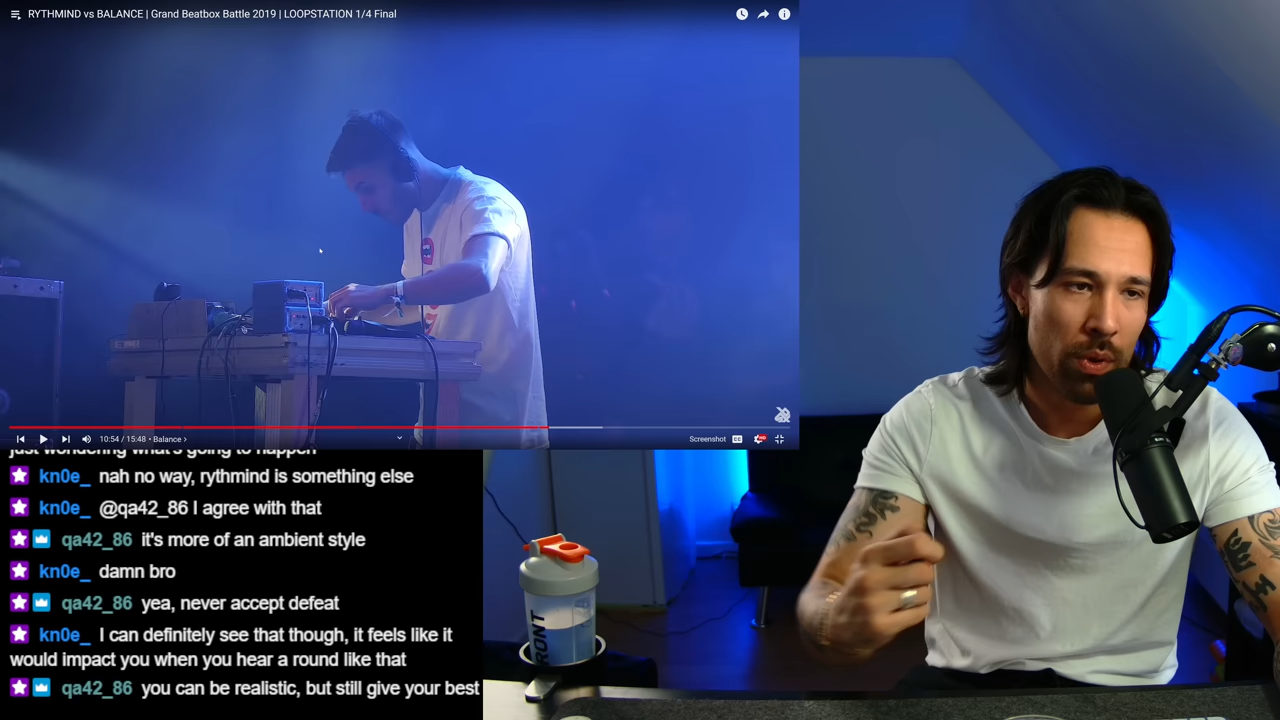 RYTHMIND vs BALANCE | Grand Beatbox Battle 2019 | LOOPSTATION 1/4 Final
10:54 / 15:48 • Balance ›
Screenshot
CC
HD
just wondering what's going to happen
kn0e_ nah no way, rythmind is something else
kn0e_ @qa42_86 I agree with that
qa42_86 it's more of an ambient style
kn0e_ damn bro
qa42_86 yea, never accept defeat
kn0e_ I can definitely see that though, it feels like it
would impact you when you hear a round like that
qa42_86 you can be realistic, but still give your best
RONT